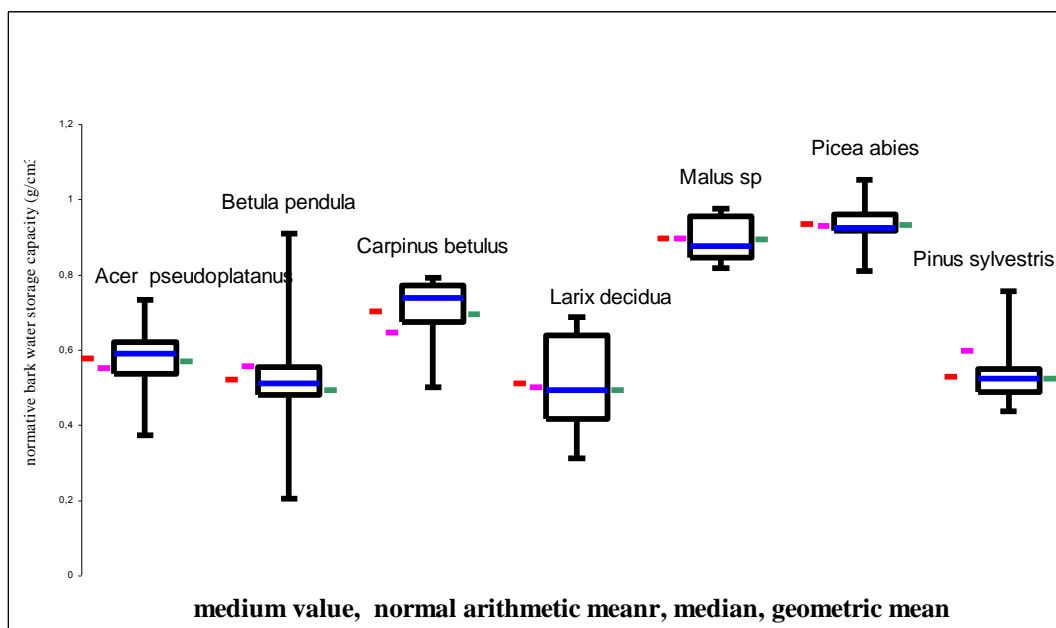 1,2
Picea abies
Malus sp
1
Betula pendula
Carpinus betulus
Pinus sylvestris
Acer pseudoplatanus
Larix decidua
0,8
0,6
0,4
0,2
0
normative bark water storage capacity
medium value, normal arithmetic meanr, median, geometric mean